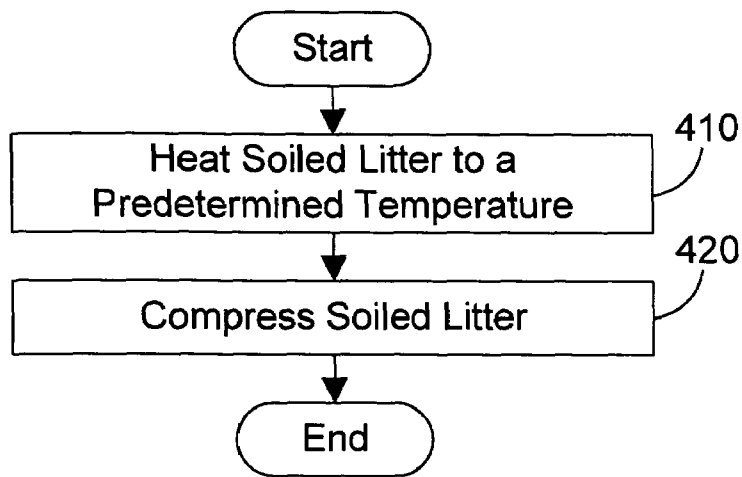 Start
410
Heat Soiled Litter to a
Predetermined Temperature
420
Compress Soiled Litter
End